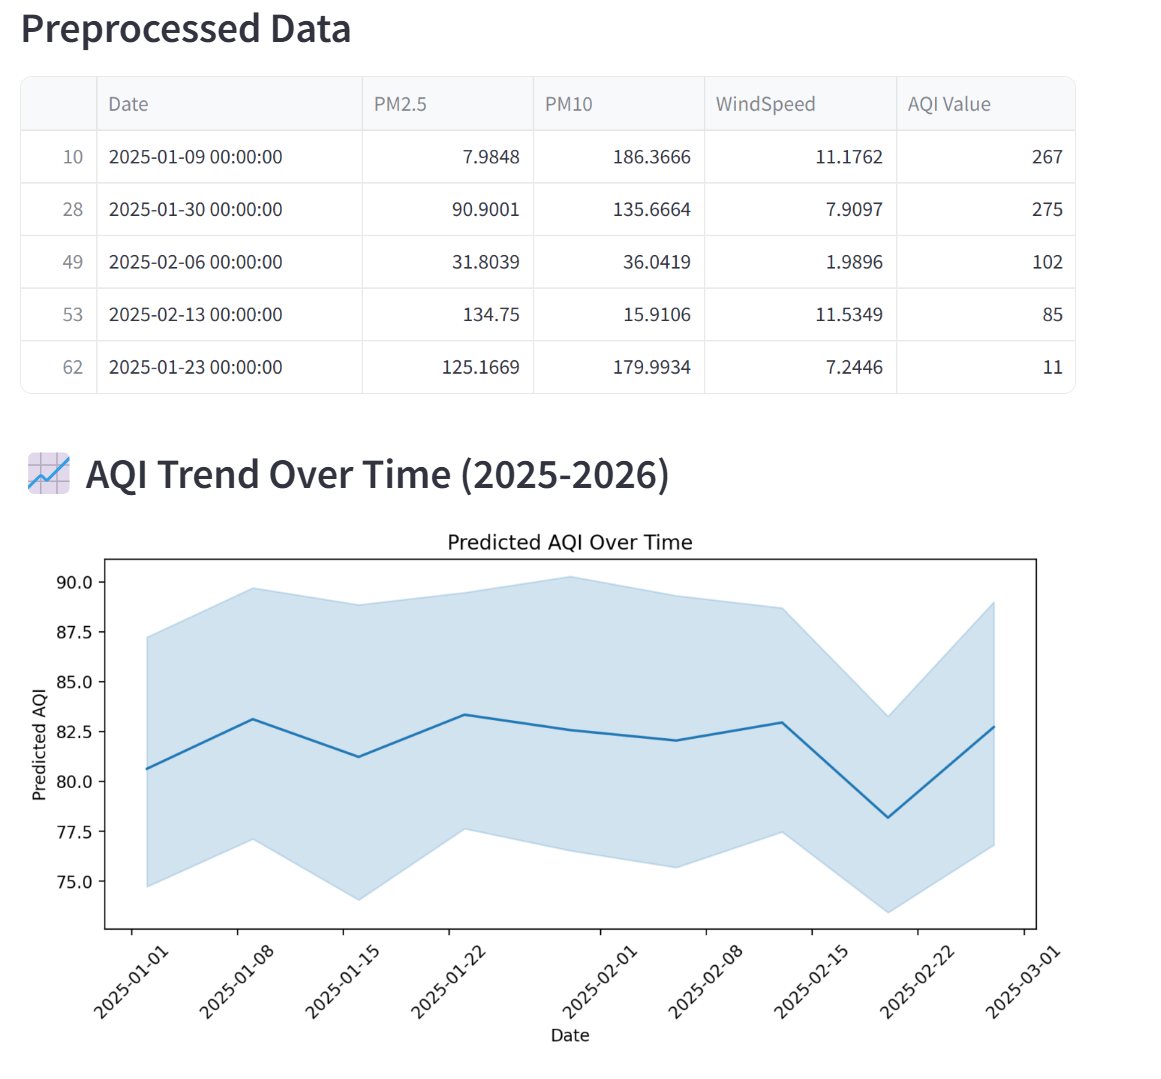 Preprocessed Data
Date PM2.5 PM10 WindSpeed AQI Value
10 2025-01-09 00:00:00 7.9848 186.3666 11.1762 267
28 2025-01-30 00:00:00 90.9001 135.6664 7.9097 275
49 2025-02-06 00:00:00 31.8039 36.0419 1.9896 102
53 2025-02-13 00:00:00 134.75 15.9106 11.5349 85
62 2025-01-23 00:00:00 125.1669 179.9934 7.2446 11
AQI Trend Over Time (2025-2026)
Predicted AQI Over Time
90.0
87.5
85.0
82.5
80.0
77.5
75.0
Predicted AQI
2025-01-01 2025-01-08 2025-01-15 2025-01-22 2025-02-01 2025-02-08 2025-02-15 2025-02-22 2025-03-01
Date